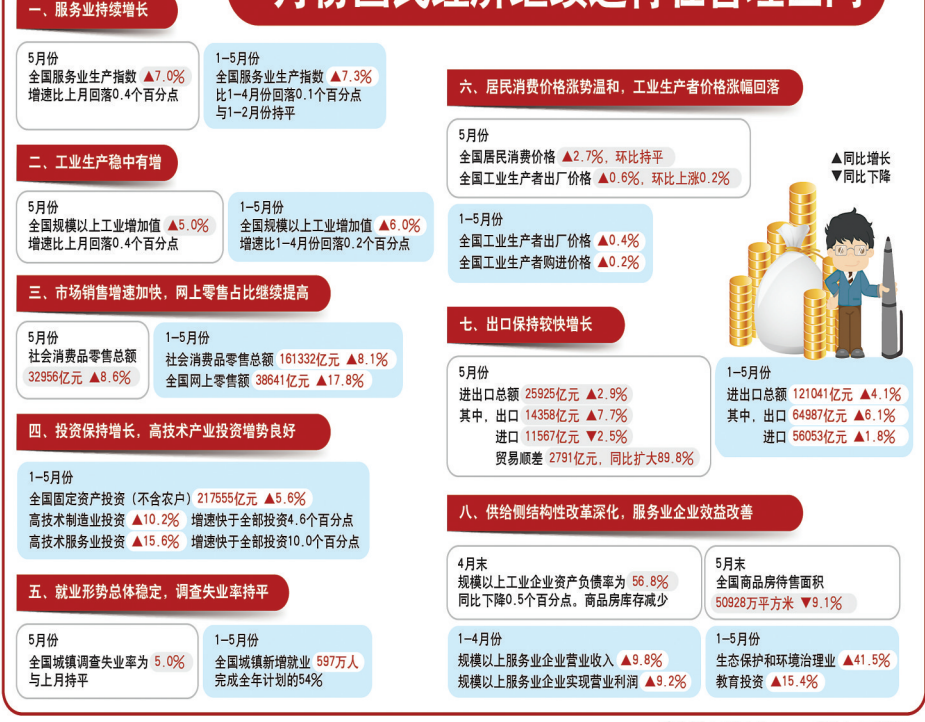 一、服务业持续增长
5月份
全国服务业生产指数 ▲7.0%
增速比上月回落0.4个百分点
1-5月份
全国服务业生产指数 ▲7.3%
比1-4月份回落0.1个百分点
与1-2月份持平
二、工业生产稳中有增
5月份
全国规模以上工业增加值 ▲5.0%
增速比上月回落0.4个百分点
1-5月份
全国规模以上工业增加值 ▲6.0%
增速比1-4月份回落0.2个百分点
三、市场销售增速加快，网上零售占比继续提高
5月份
社会消费品零售总额
32956亿元 ▲8.6%
1-5月份
社会消费品零售总额 161332亿元 ▲8.1%
全国网上零售额 38641亿元 ▲17.8%
四、投资保持增长，高技术产业投资增势良好
1-5月份
全国固定资产投资（不含农户）217555亿元 ▲5.6%
高技术制造业投资 ▲10.2% 增速快于全部投资4.6个百分点
高技术服务业投资 ▲15.6% 增速快于全部投资10.0个百分点
五、就业形势总体稳定，调查失业率持平
5月份
全国城镇调查失业率为 5.0%
与上月持平
1-5月份
全国城镇新增就业 597万人
完成全年计划的54%
六、居民消费价格涨势温和，工业生产者价格涨幅回落
5月份
全国居民消费价格 ▲2.7%，环比持平
全国工业生产者出厂价格 ▲0.6%，环比上涨0.2%
1-5月份
全国工业生产者出厂价格 ▲0.4%
全国工业生产者购进价格 ▲0.2%
▲同比增长
▼同比下降
七、出口保持较快增长
5月份
进出口总额 25925亿元 ▲2.9%
其中，出口 14358亿元 ▲7.7%
进口 11567亿元 ▼2.5%
贸易顺差 2791亿元，同比扩大89.8%
1-5月份
进出口总额 121041亿元 ▲4.1%
其中，出口 64987亿元 ▲6.1%
进口 56053亿元 ▲1.8%
八、供给侧结构性改革深化，服务业企业效益改善
4月末
规模以上工业企业资产负债率为 56.8%
同比下降0.5个百分点。商品房库存减少
5月末
全国商品房待售面积
50928万平方米 ▼9.1%
1-4月份
规模以上服务业企业营业收入 ▲9.8%
规模以上服务业企业实现营业利润 ▲9.2%
1-5月份
生态保护和环境治理业 ▲41.5%
教育投资 ▲15.4%